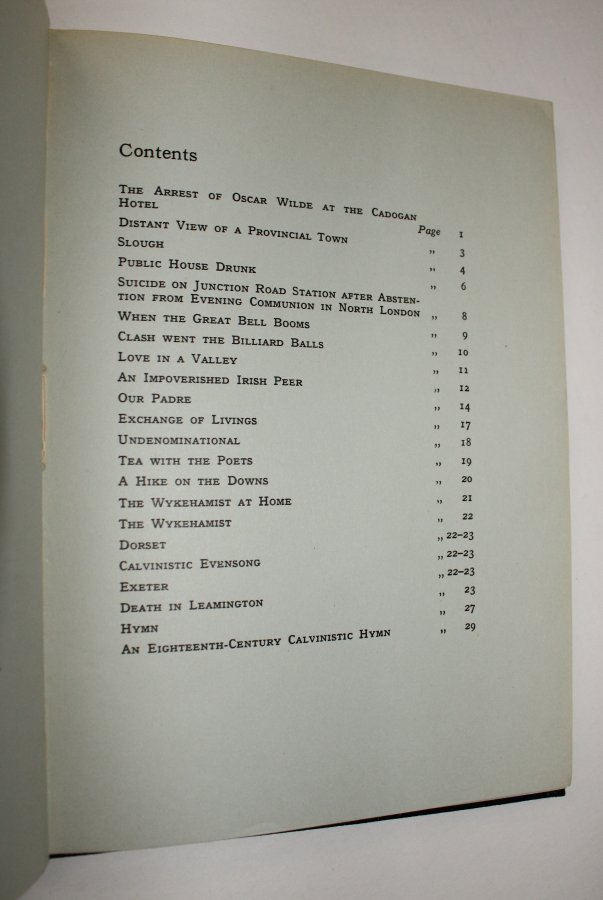 Contents
The Arrest of Oscar Wilde at the Cadogan
Hotel Page 1
Distant View of a Provincial Town „ 3
Slough „ 4
Public House Drunk „ 6
Suicide on Junction Road Station after Absten-
tion from Evening Communion in North London „ 8
When the Great Bell Booms „ 9
Clash went the Billiard Balls „ 10
Love in a Valley „ 11
An Impoverished Irish Peer „ 12
Our Padre „ 14
Exchange of Livings „ 17
Undenominational „ 18
Tea with the Poets „ 19
A Hike on the Downs „ 20
The Wykehamist at Home „ 21
The Wykehamist „ 22
Dorset „ 22–23
Calvinistic Evensong „ 22–23
Exeter „ 22–23
Death in Leamington „ 23
Hymn „ 27
An Eighteenth-Century Calvinistic Hymn „ 29